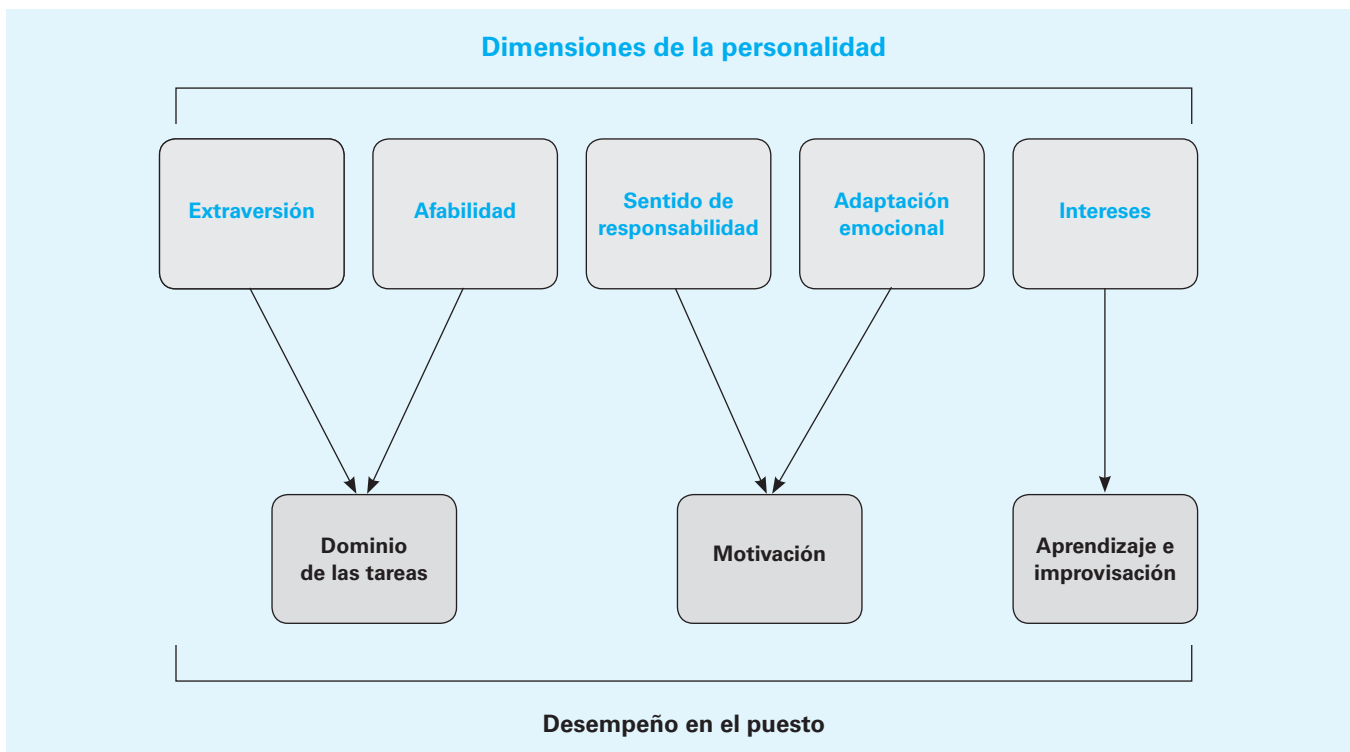 Dimensiones de la personalidad
Extraversión
Afabilidad
Sentido de
responsabilidad
Adaptación
emocional
Intereses
Dominio
de las tareas
Motivación
Aprendizaje e
improvisación
Desempeño en el puesto